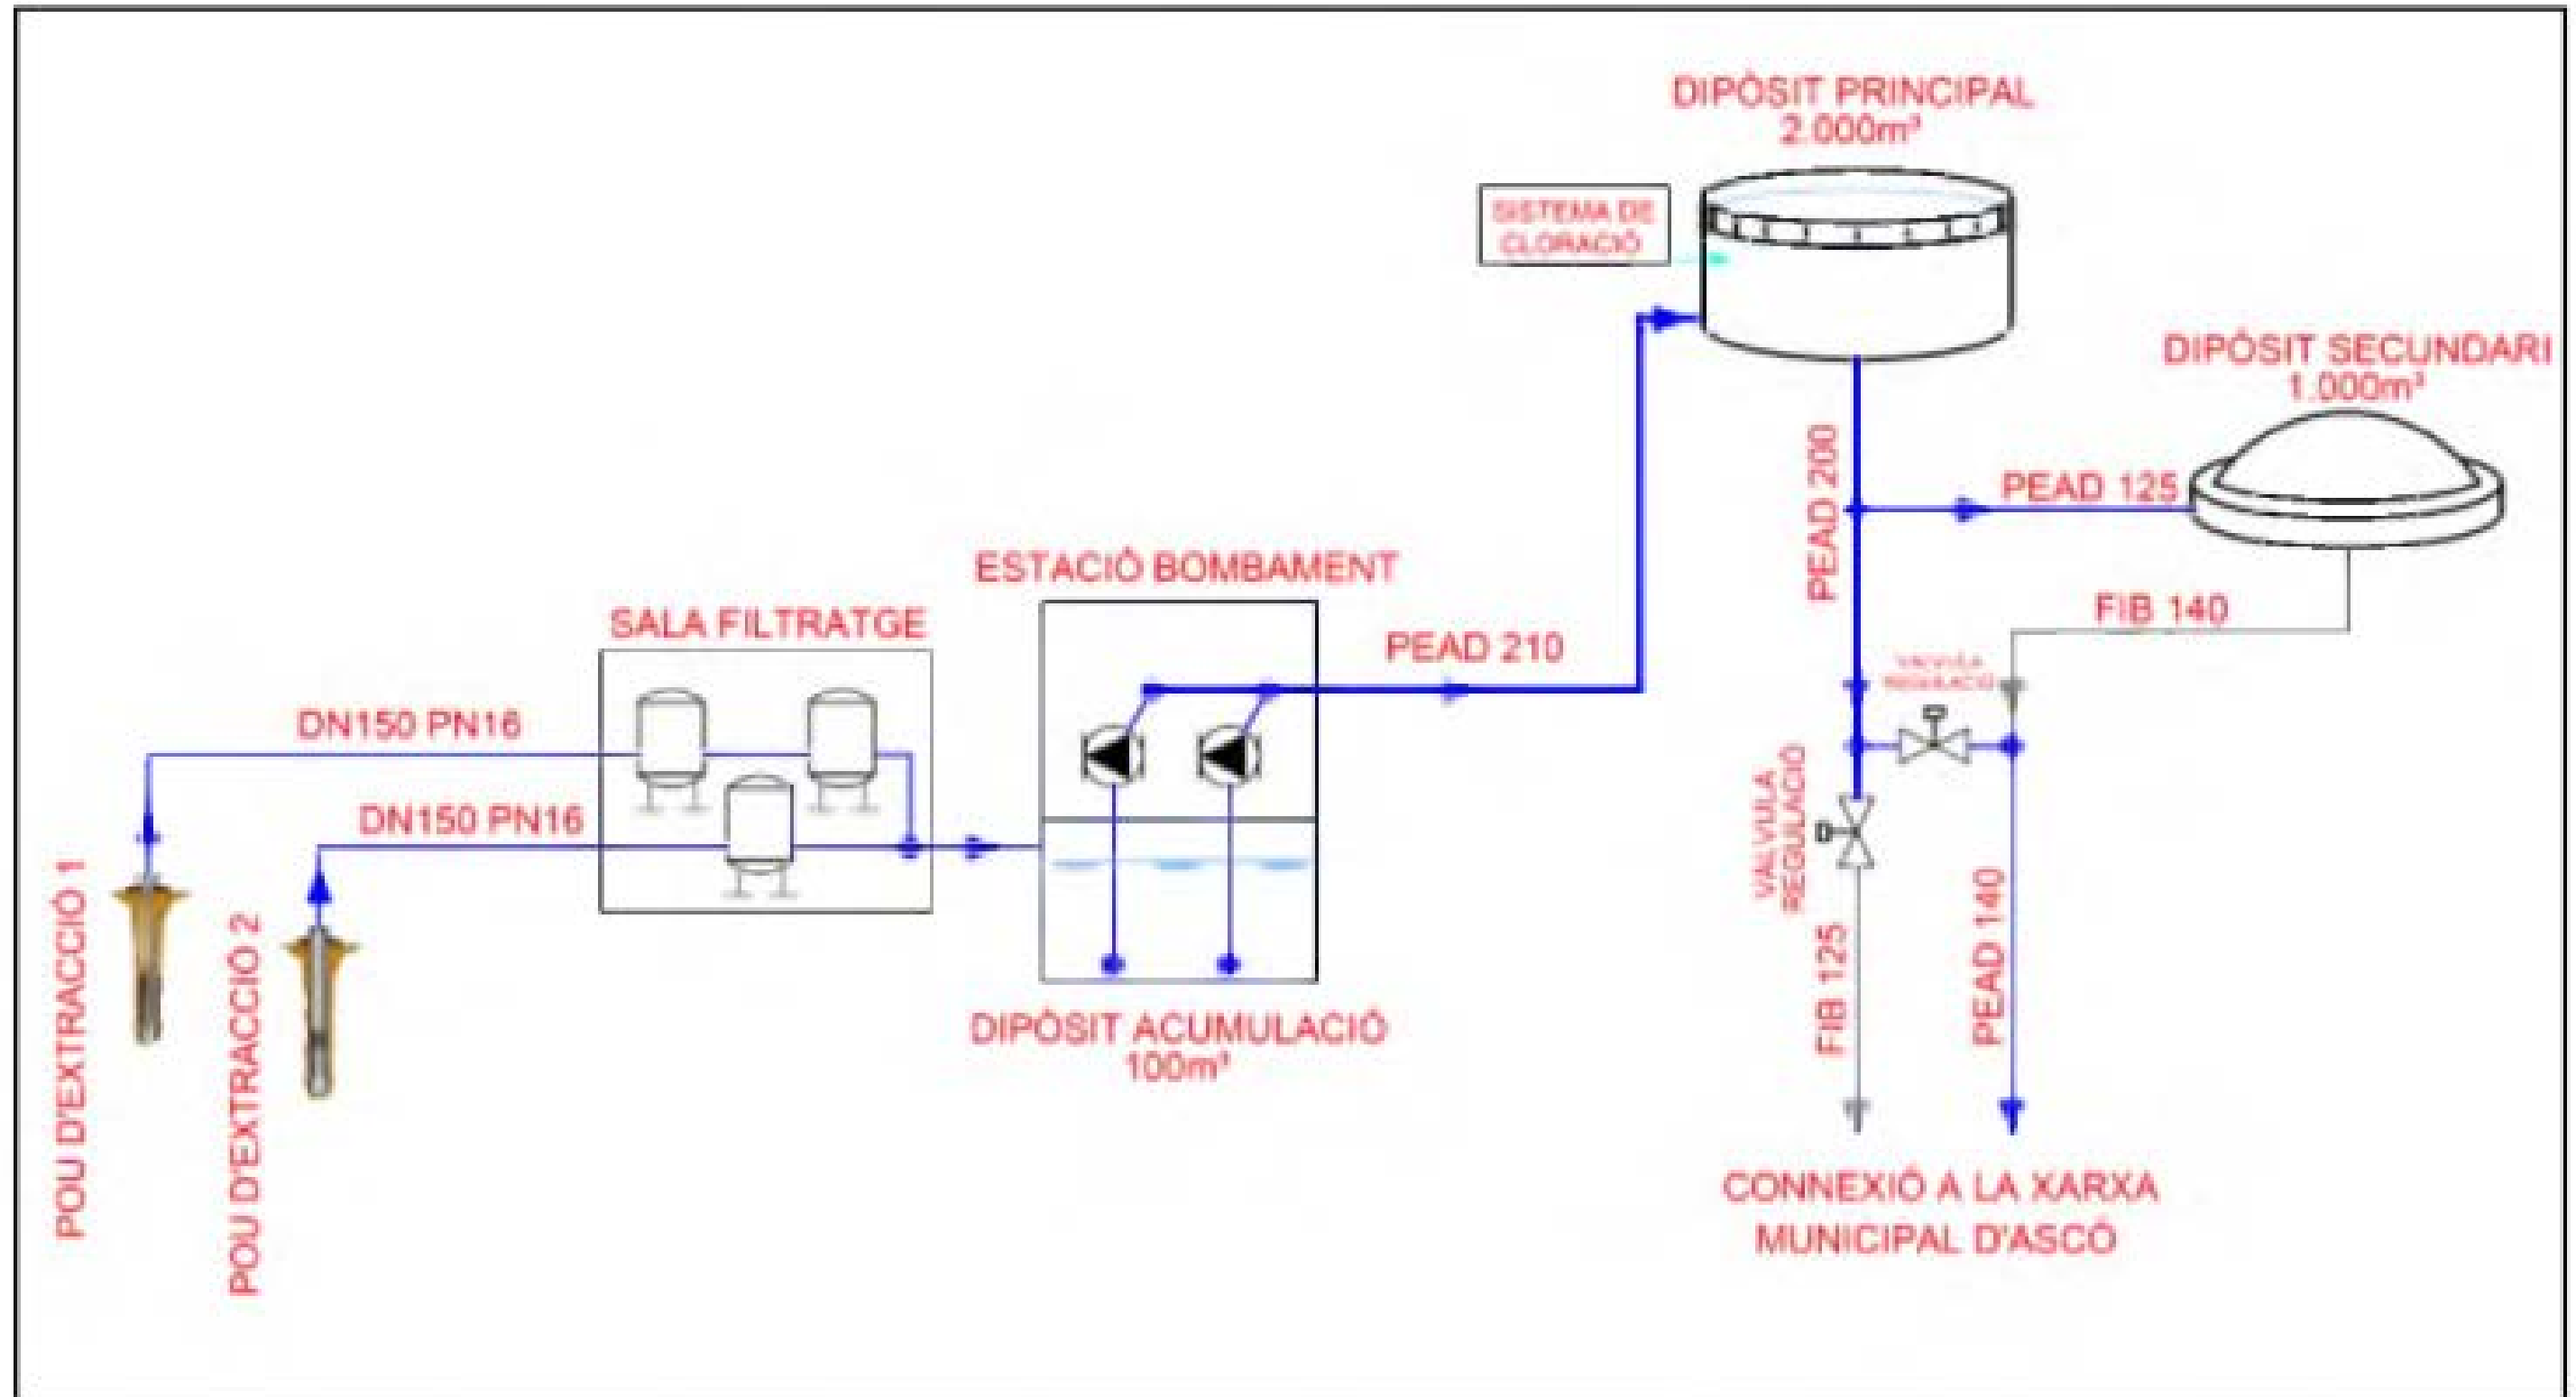 DIPÒSIT PRINCIPAL
2.000m³
SISTEMA DE
CLORACIÓ
DIPÒSIT SECUNDARI
1.000m³
PEAD 200
PEAD 125
FIB 140
ESTACIÓ BOMBAMENT
SALA FILTRATGE
PEAD 210
VALVULA
REGULACIÓ
DN150 PN16
DN150 PN16
VALVULA
REGULACIÓ
POU D'EXTRACCIÓ 1
POU D'EXTRACCIÓ 2
FIB 125
PEAD 140
DIPÒSIT ACUMULACIÓ
100m³
CONNEXIÓ A LA XARXA
MUNICIPAL D'ASCÓ